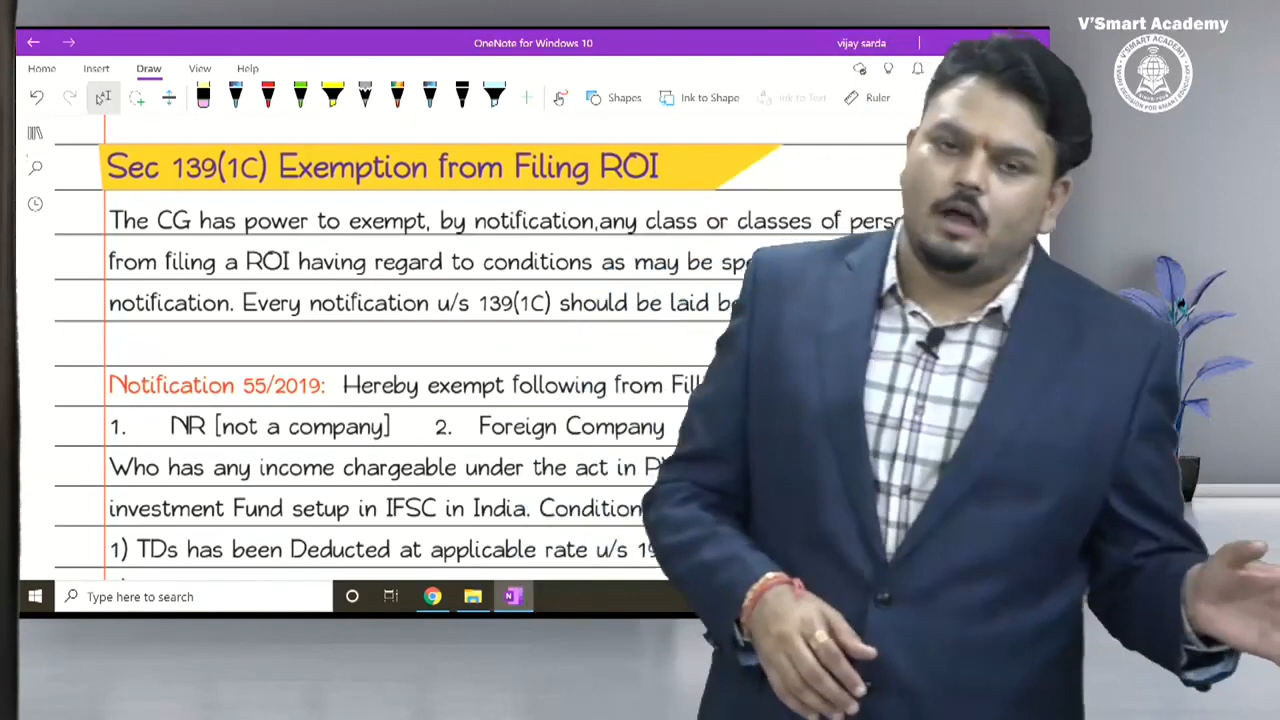 V'Smart Academy
OneNote for Windows 10
vijay sarda
Home Insert Draw View Help
Shapes Ink to Shape Ink to Text Ruler
Sec 139(1C) Exemption from Filing ROI
The CG has power to exempt, by notification,any class or classes of pers
from filing a ROI having regard to conditions as may be sp
notification. Every notification u/s 139(1C) should be laid b
Notification 55/2019: Hereby exempt following from Fil
1. NR [not a company] 2. Foreign Company
Who has any income chargeable under the act in P
investment Fund setup in IFSC in India. Condition
1) TDs has been Deducted at applicable rate u/s 19
Type here to search